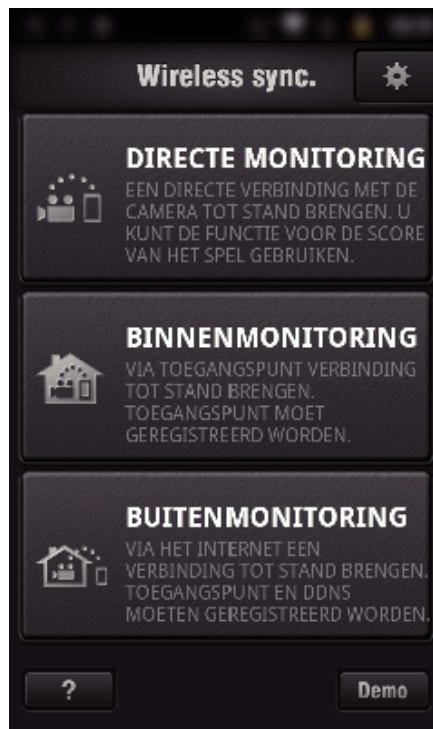 Wireless sync.
DIRECTE MONITORING
EEN DIRECTE VERBINDING MET DE
CAMERA TOT STAND BRENGEN. U
KUNT DE FUNCTIE VOOR DE SCORE
VAN HET SPEL GEBRUIKEN.
BINNENMONITORING
VIA TOEGANGSPUNT VERBINDING
TOT STAND BRENGEN.
TOEGANGSPUNT MOET
GEREGISTREERD WORDEN.
BUITENMONITORING
VIA HET INTERNET EEN
VERBINDING TOT STAND BRENGEN.
TOEGANGSPUNT EN DDNS
MOETEN GEREGISTREERD WORDEN.
?
Demo